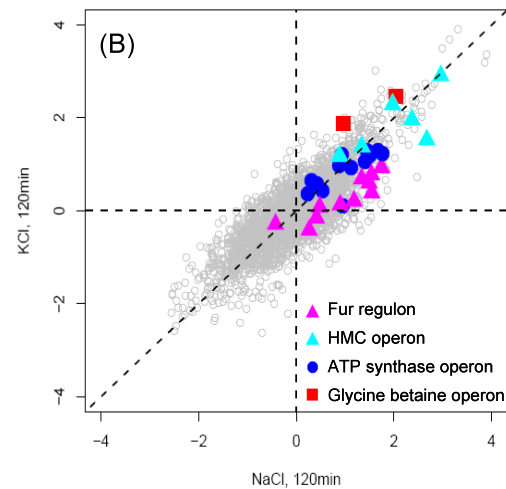 (B)
4
2
0
−2
−4
KCl, 120min
Fur regulon
HMC operon
ATP synthase operon
Glycine betaine operon
−4 −2 0 2 4
NaCl, 120min